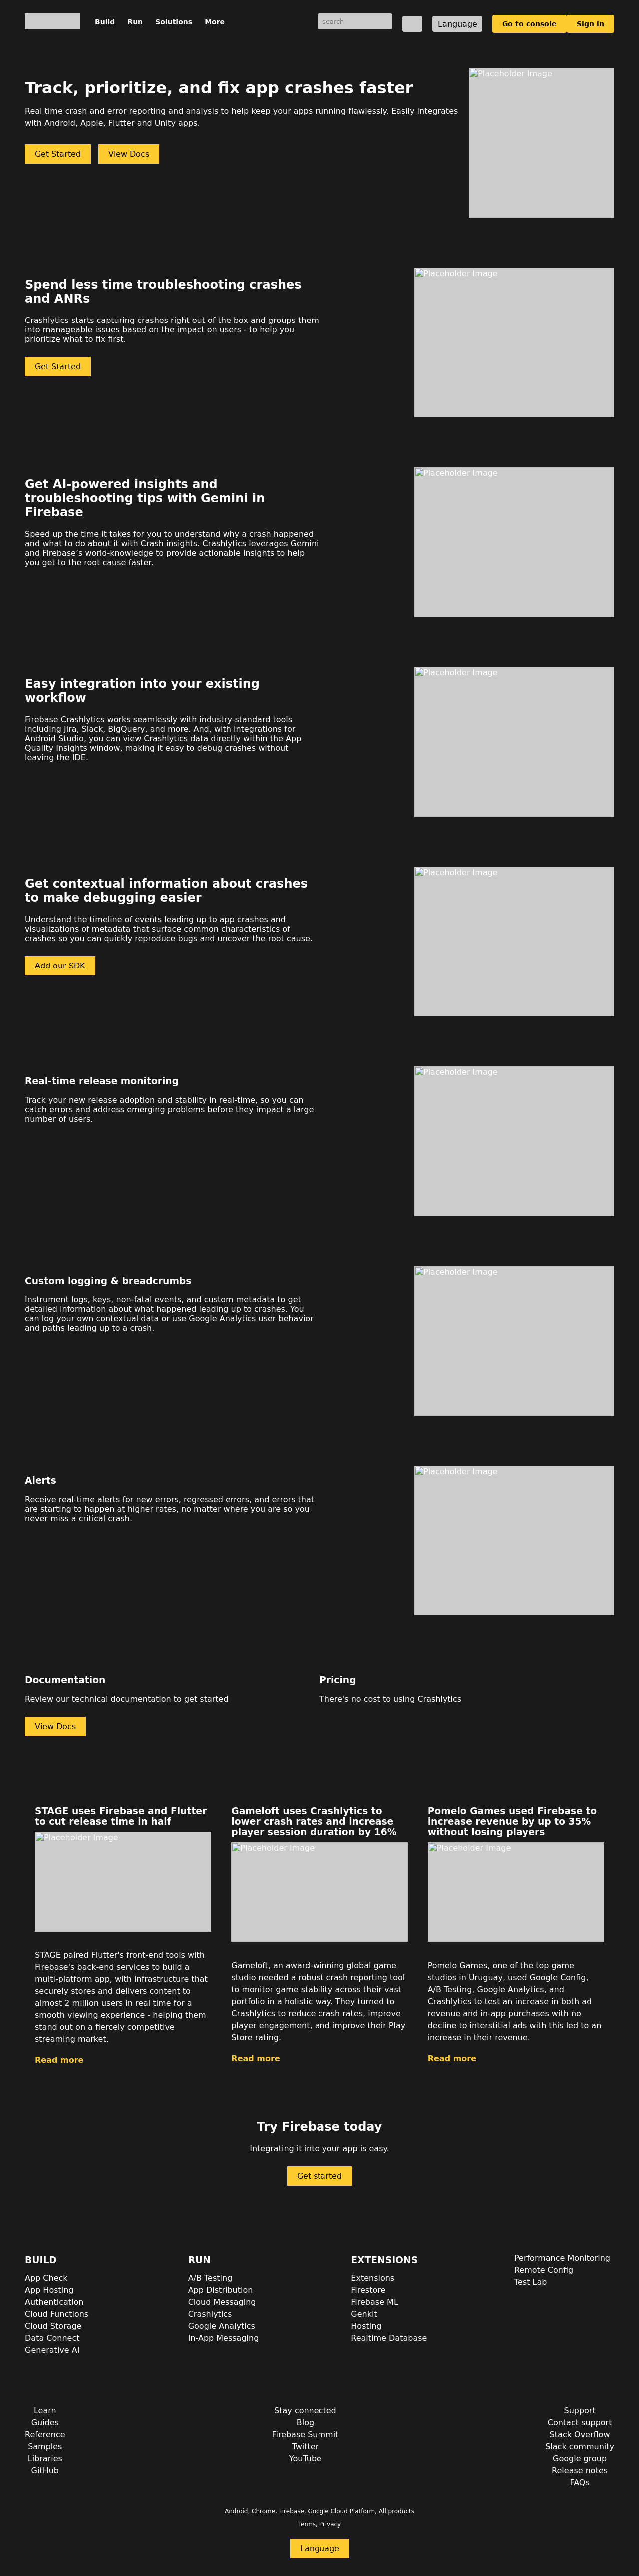 Build Run Solutions More search Language Go to console Sign in
Track, prioritize, and fix app crashes faster
Real time crash and error reporting and analysis to help keep your apps running flawlessly. Easily integrates
with Android, Apple, Flutter and Unity apps.
Get Started View Docs
Placeholder Image
Spend less time troubleshooting crashes
and ANRs
Crashlytics starts capturing crashes right out of the box and groups them
into manageable issues based on the impact on users - to help you
prioritize what to fix first.
Get Started
Placeholder Image
Get AI-powered insights and
troubleshooting tips with Gemini in
Firebase
Speed up the time it takes for you to understand why a crash happened
and what to do about it with Crash insights. Crashlytics leverages Gemini
and Firebase’s world-knowledge to provide actionable insights to help
you get to the root cause faster.
Placeholder Image
Easy integration into your existing
workflow
Firebase Crashlytics works seamlessly with industry-standard tools
including Jira, Slack, BigQuery, and more. And, with integrations for
Android Studio, you can view Crashlytics data directly within the App
Quality Insights window, making it easy to debug crashes without
leaving the IDE.
Placeholder Image
Get contextual information about crashes
to make debugging easier
Understand the timeline of events leading up to app crashes and
visualizations of metadata that surface common characteristics of
crashes so you can quickly reproduce bugs and uncover the root cause.
Add our SDK
Placeholder Image
Real-time release monitoring
Track your new release adoption and stability in real-time, so you can
catch errors and address emerging problems before they impact a large
number of users.
Placeholder Image
Custom logging & breadcrumbs
Instrument logs, keys, non-fatal events, and custom metadata to get
detailed information about what happened leading up to crashes. You
can log your own contextual data or use Google Analytics user behavior
and paths leading up to a crash.
Placeholder Image
Alerts
Receive real-time alerts for new errors, regressed errors, and errors that
are starting to happen at higher rates, no matter where you are so you
never miss a critical crash.
Placeholder Image
Documentation
Review our technical documentation to get started
View Docs
Pricing
There's no cost to using Crashlytics
STAGE uses Firebase and Flutter
to cut release time in half
Placeholder Image
STAGE paired Flutter's front-end tools with
Firebase's back-end services to build a
multi-platform app, with infrastructure that
securely stores and delivers content to
almost 2 million users in real time for a
smooth viewing experience - helping them
stand out on a fiercely competitive
streaming market.
Read more
Gameloft uses Crashlytics to
lower crash rates and increase
player session duration by 16%
Placeholder Image
Gameloft, an award-winning global game
studio needed a robust crash reporting tool
to monitor game stability across their vast
portfolio in a holistic way. They turned to
Crashlytics to reduce crash rates, improve
player engagement, and improve their Play
Store rating.
Read more
Pomelo Games used Firebase to
increase revenue by up to 35%
without losing players
Placeholder Image
Pomelo Games, one of the top game
studios in Uruguay, used Google Config,
A/B Testing, Google Analytics, and
Crashlytics to test an increase in both ad
revenue and in-app purchases with no
decline to interstitial ads with this led to an
increase in their revenue.
Read more
Try Firebase today
Integrating it into your app is easy.
Get started
BUILD
App Check
App Hosting
Authentication
Cloud Functions
Cloud Storage
Data Connect
Generative AI
RUN
A/B Testing
App Distribution
Cloud Messaging
Crashlytics
Google Analytics
In-App Messaging
EXTENSIONS
Extensions
Firestore
Firebase ML
Genkit
Hosting
Realtime Database
Performance Monitoring
Remote Config
Test Lab
Learn
Guides
Reference
Samples
Libraries
GitHub
Stay connected
Blog
Firebase Summit
Twitter
YouTube
Support
Contact support
Stack Overflow
Slack community
Google group
Release notes
FAQs
Android, Chrome, Firebase, Google Cloud Platform, All products
Terms, Privacy
Language